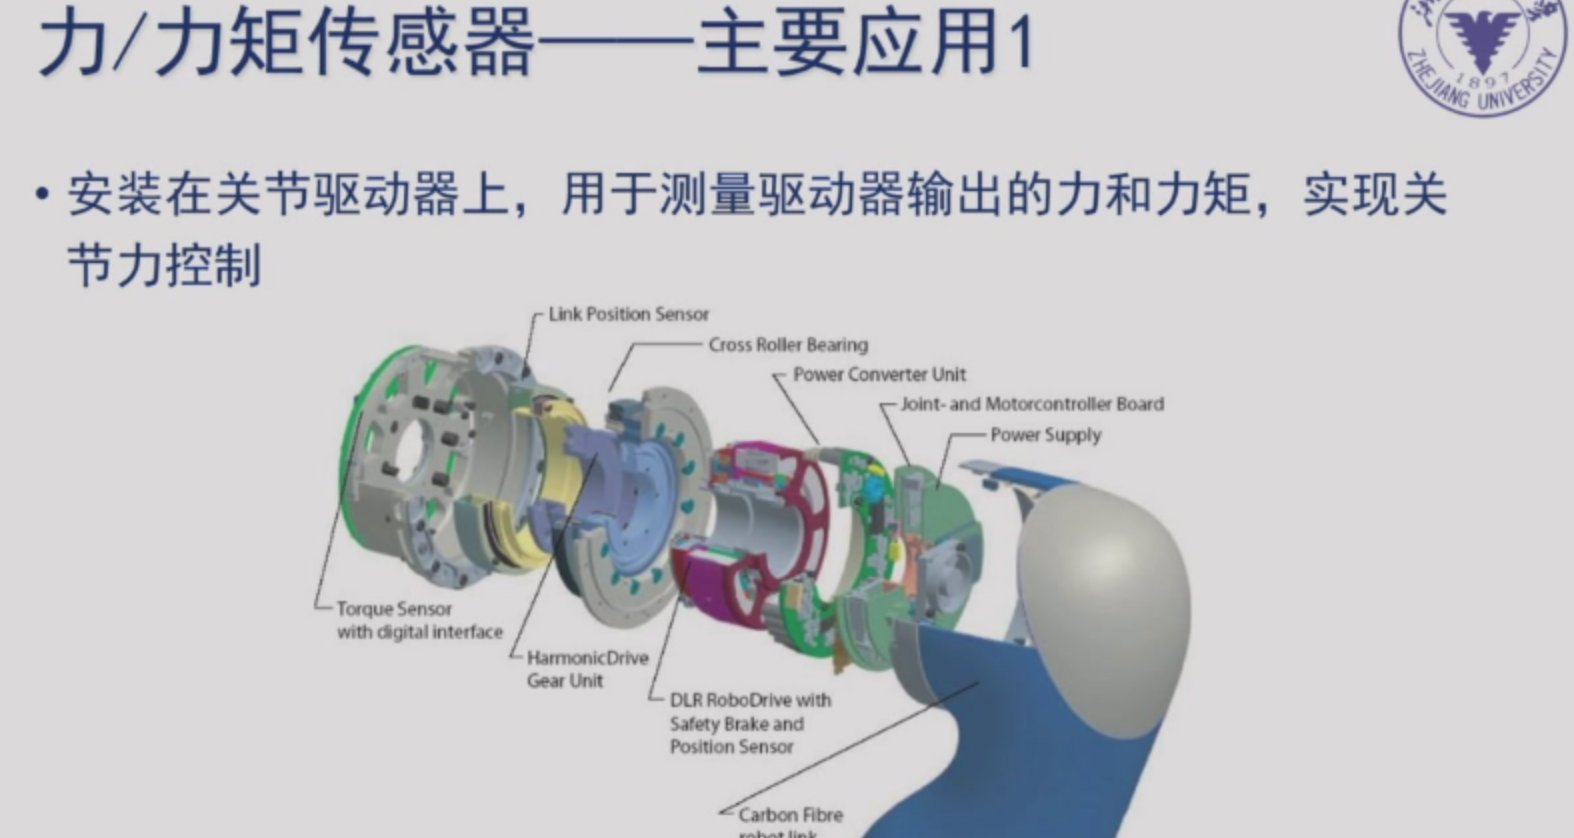 力/力矩传感器——主要应用1
1897
ZHEJIANG UNIVERSITY
• 安装在关节驱动器上，用于测量驱动器输出的力和力矩，实现关
节力控制
Link Position Sensor
Cross Roller Bearing
Power Converter Unit
Joint- and Motorcontroller Board
Power Supply
Torque Sensor
with digital interface
HarmonicDrive
Gear Unit
DLR RoboDrive with
Safety Brake and
Position Sensor
Carbon Fibre
robot link